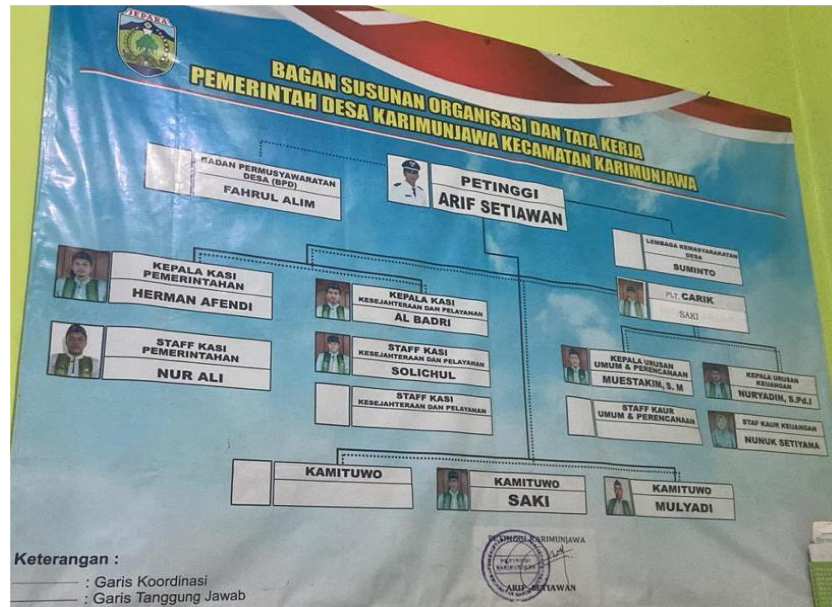 JEPARA
BAGAN SUSUNAN ORGANISASI DAN TATA KERJA
PEMERINTAH DESA KARIMUNJAWA KECAMATAN KARIMUNJAWA
BADAN PERMUSYAWARATAN
DESA (BPD)
FAHRUL ALIM
PETINGGI
ARIF SETIAWAN
LEMBAGA KEMASYARAKATAN
DESA
SUMINTO
KEPALA KASI
PEMERINTAHAN
HERMAN AFENDI
KEPALA KASI
KESEJAHTERAAN DAN PELAYANAN
AL BADRI
PLT. CARIK
SAKI
STAFF KASI
PEMERINTAHAN
NUR ALI
STAFF KASI
KESEJAHTERAAN DAN PELAYANAN
SOLICHUL
KEPALA URUSAN
UMUM & PERENCANAAN
MUESTAKIM, S. M
KEPALA URUSAN
KEUANGAN
NURYADIN, S.Pd.I
STAFF KASI
KESEJAHTERAAN DAN PELAYANAN
STAFF KAUR
UMUM & PERENCANAAN
STAF KAUR KEUANGAN
NUNUK SETIYANA
KAMITUWO
KAMITUWO
SAKI
KAMITUWO
MULYADI
PETINGGI KARIMUNJAWA
PETINGGI
KARIMUNJAWA
ARIF SETIAWAN
Keterangan :
: Garis Koordinasi
: Garis Tanggung Jawab